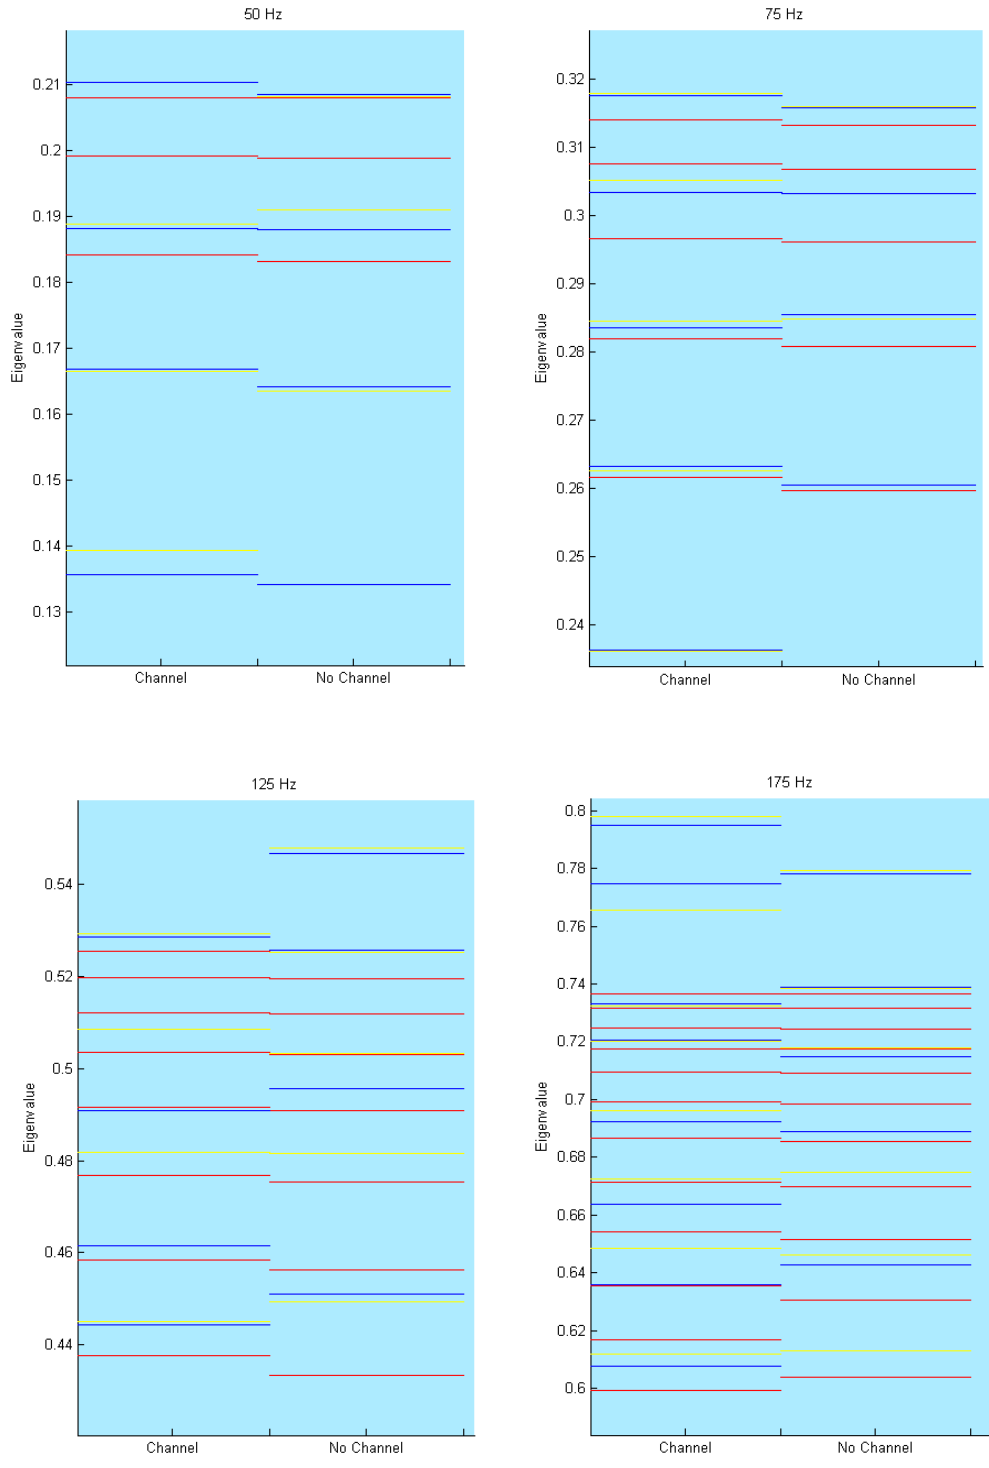 50 Hz
0.21
0.2
0.19
0.18
0.17
0.16
0.15
0.14
0.13
Eigenvalue
Channel No Channel
75 Hz
0.32
0.31
0.3
0.29
0.28
0.27
0.26
0.25
0.24
Eigenvalue
Channel No Channel
125 Hz
0.54
0.52
0.5
0.48
0.46
0.44
Eigenvalue
Channel No Channel
175 Hz
0.8
0.78
0.76
0.74
0.72
0.7
0.68
0.66
0.64
0.62
0.6
Eigenvalue
Channel No Channel